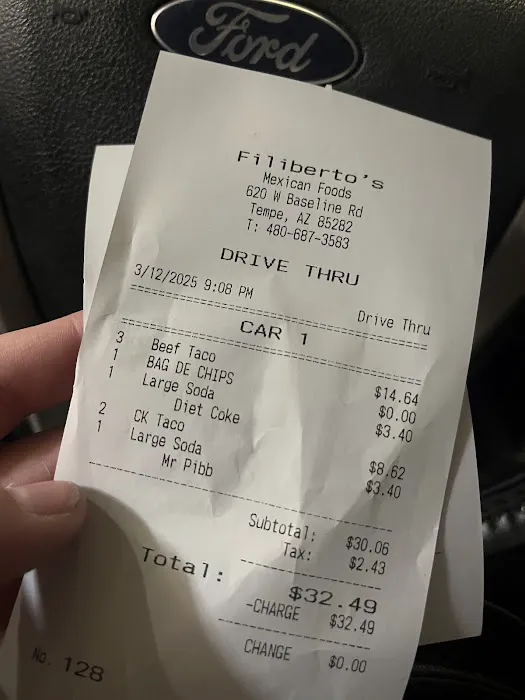 Ford
Filiberto's
Mexican Foods
620 W Baseline Rd
Tempe, AZ 85282
T: 480-687-3583
DRIVE THRU
3/12/2025 9:08 PM Drive Thru
CAR 1
3 Beef Taco $14.64
1 BAG DE CHIPS $0.00
1 Large Soda $3.40
Diet Coke
2 CK Taco $8.62
1 Large Soda $3.40
Mr Pibb
Subtotal: $30.06
Tax: $2.43
Total: $32.49
-CHARGE $32.49
CHANGE $0.00
No. 128